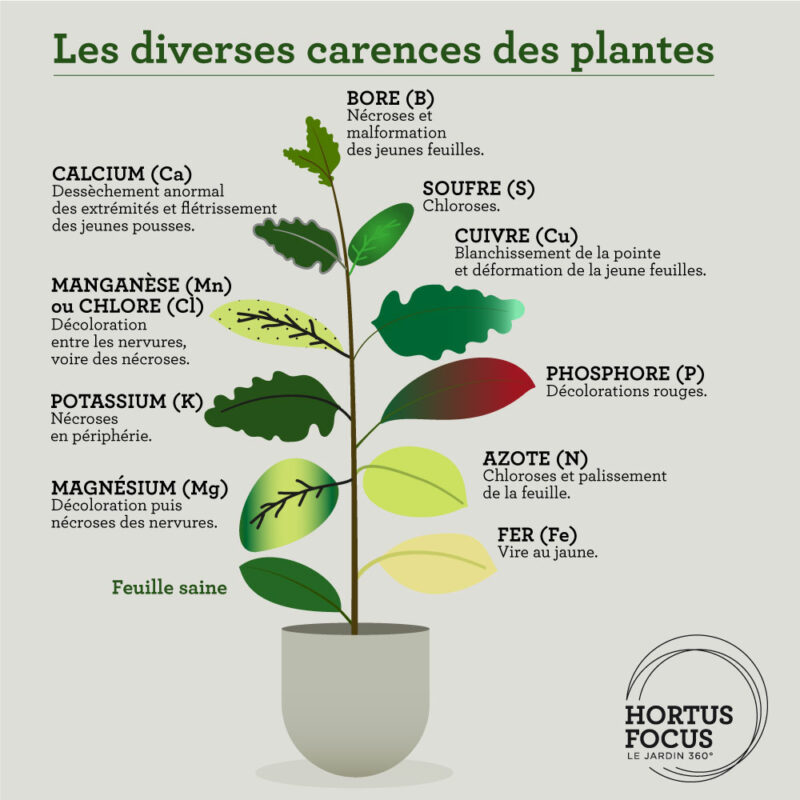 Les diverses carences des plantes
BORE (B)
Nécroses et
malformation
des jeunes feuilles.
CALCIUM (Ca)
Dessèchement anormal
des extrémités et flétrissement
des jeunes pousses.
SOUFRE (S)
Chloroses.
CUIVRE (Cu)
Blanchissement de la pointe
et déformation de la jeune feuilles.
MANGANÈSE (Mn)
ou CHLORE (Cl)
Décoloration
entre les nervures,
voire des nécroses.
PHOSPHORE (P)
Décolorations rouges.
POTASSIUM (K)
Nécroses
en périphérie.
AZOTE (N)
Chloroses et palissement
de la feuille.
MAGNÉSIUM (Mg)
Décoloration puis
nécroses des nervures.
FER (Fe)
Vire au jaune.
Feuille saine
HORTUS
FOCUS
LE JARDIN 360°